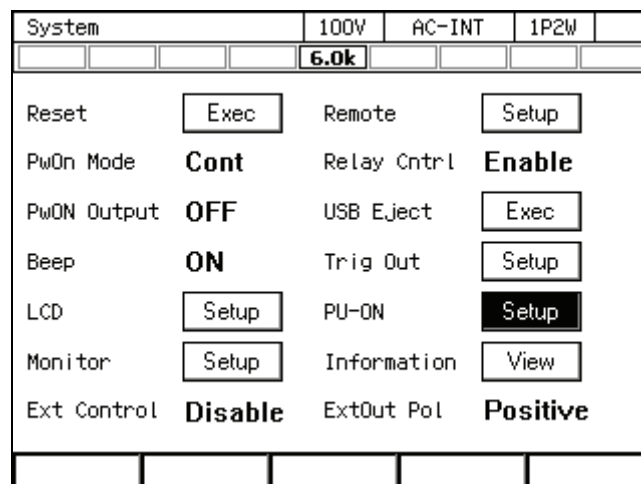 System 100V AC-INT 1P2W
6.0k
Reset Exec Remote Setup
PwOn Mode Cont Relay Cntrl Enable
PwON Output OFF USB Eject Exec
Beep ON Trig Out Setup
LCD Setup PU-ON Setup
Monitor Setup Information View
Ext Control Disable ExtOut Pol Positive